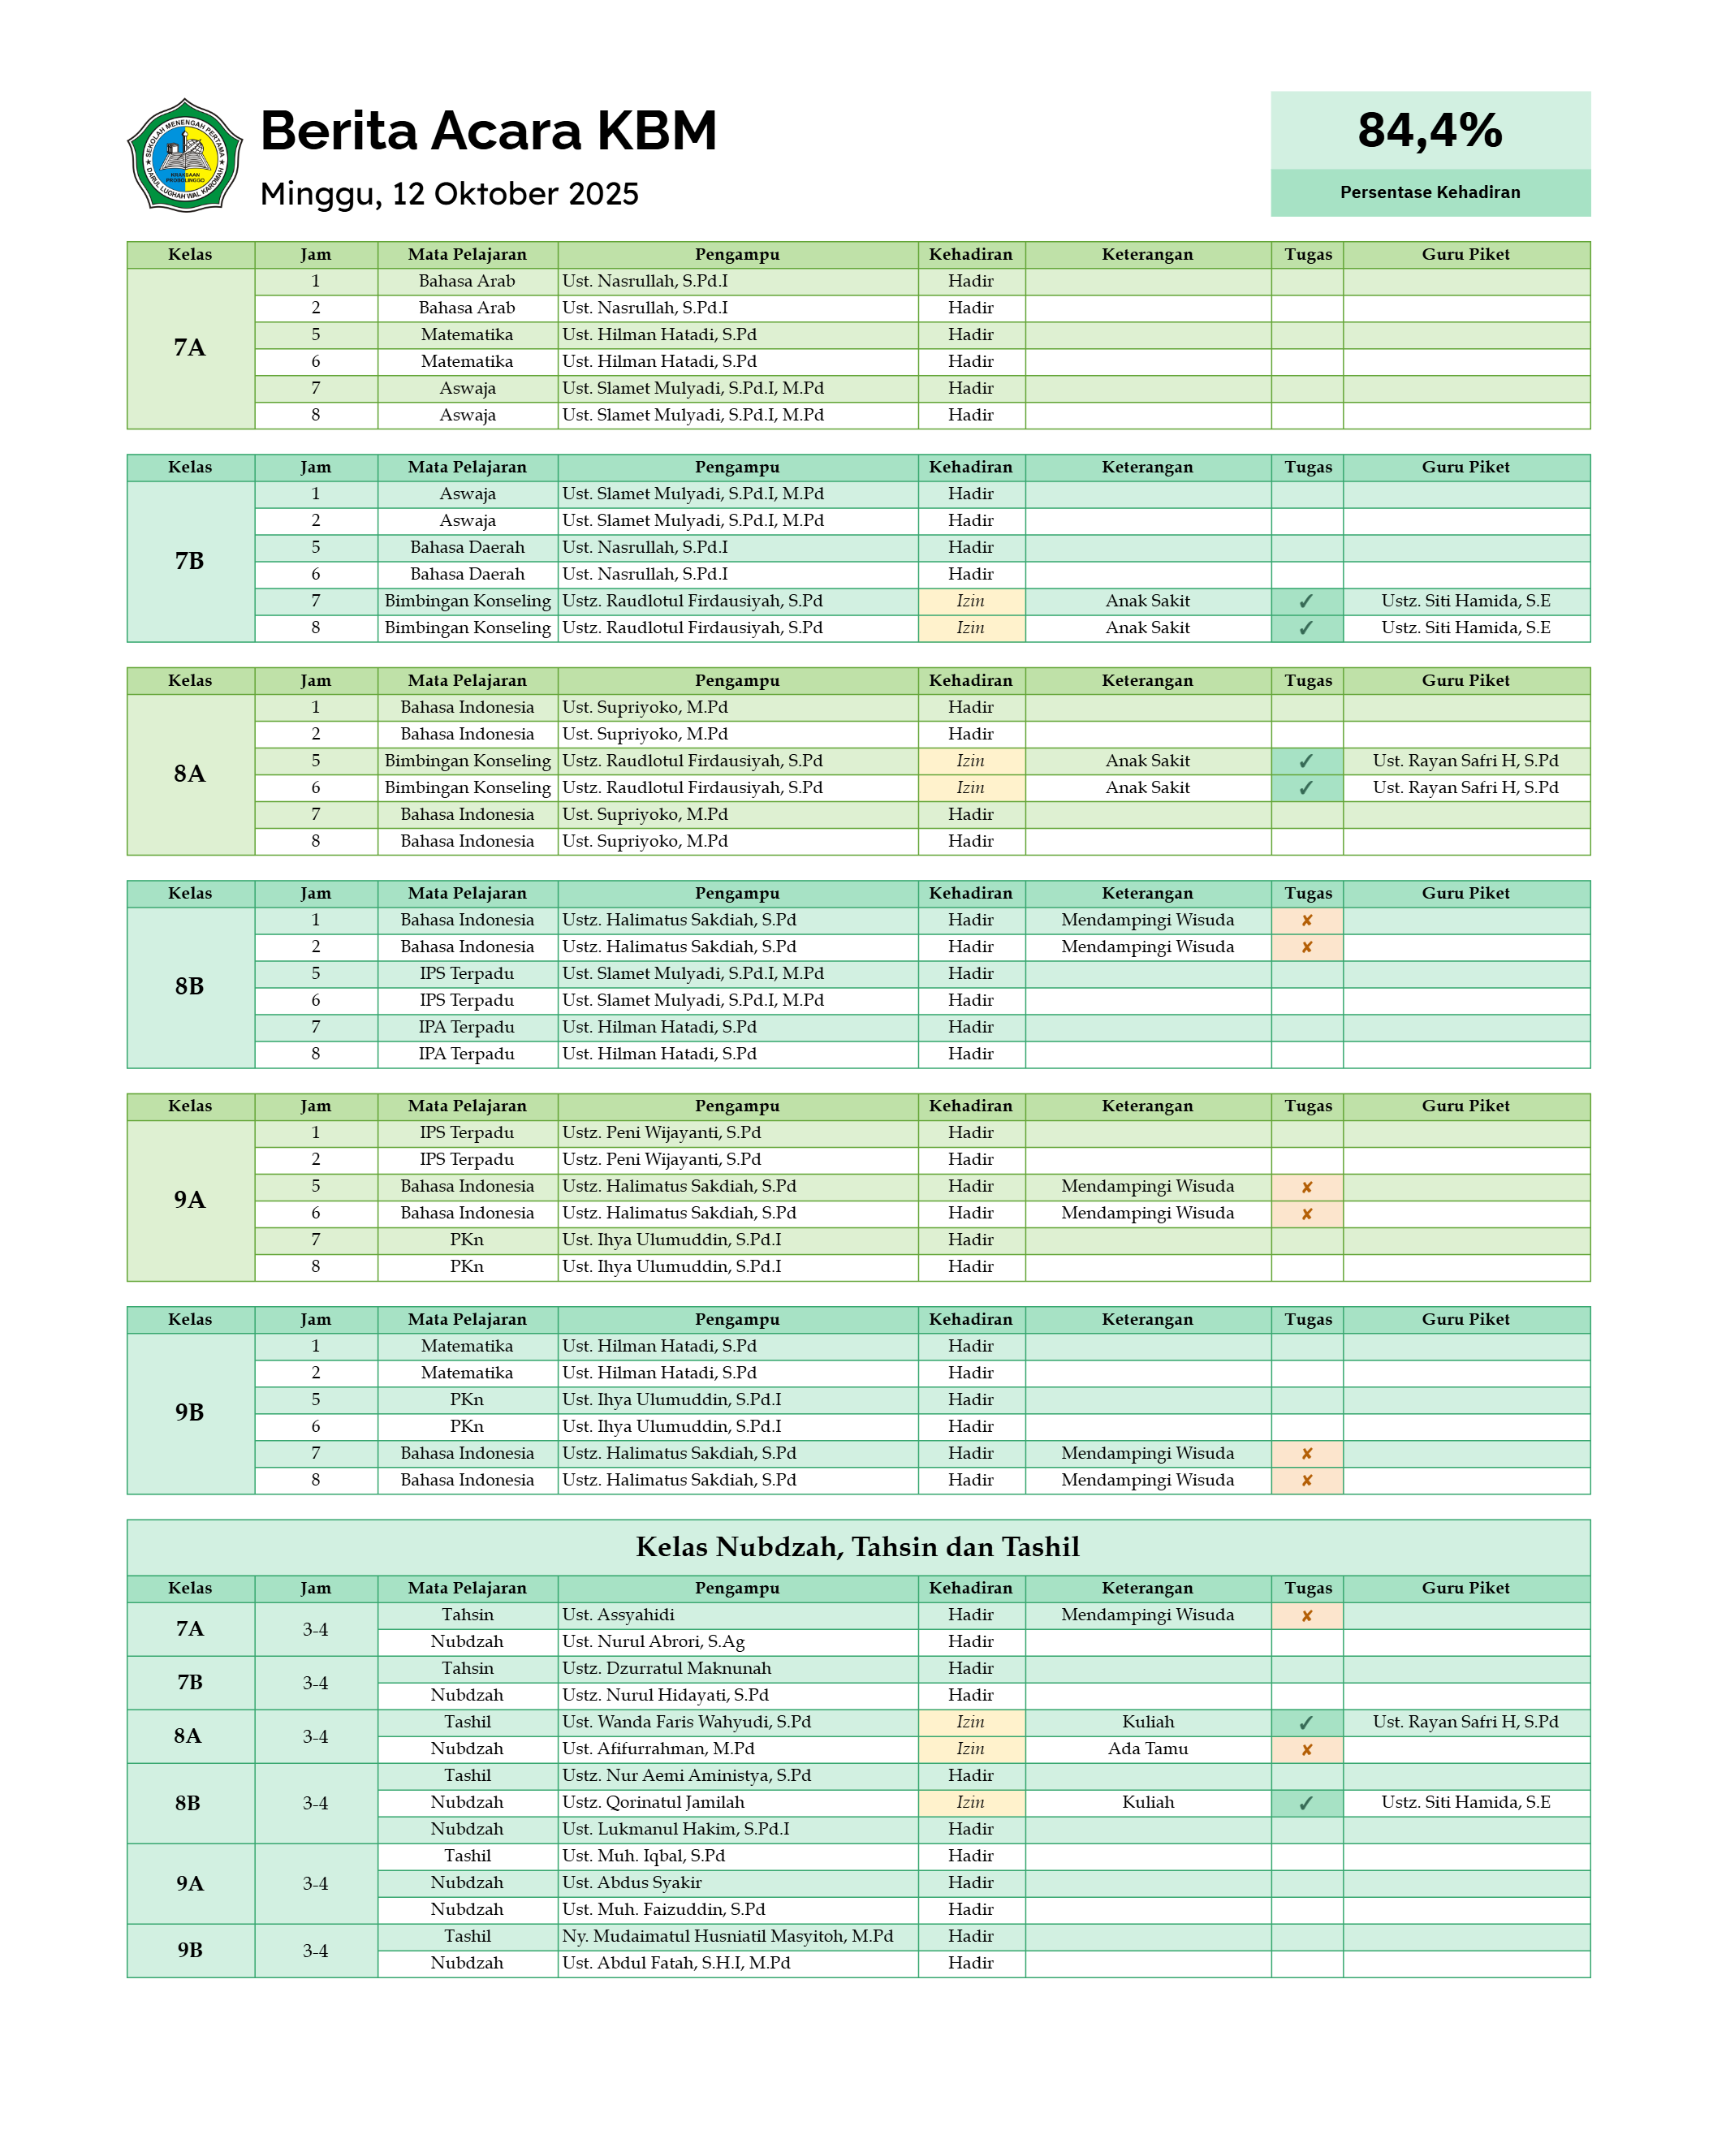 SEKOLAH MENENGAH PERTAMA
KRAKSAAN
PROBOLINGGO
DARUL LUGHAH WAL KAROMAH
Berita Acara KBM
Minggu, 12 Oktober 2025
84,4%
Persentase Kehadiran
Kelas Jam Mata Pelajaran Pengampu Kehadiran Keterangan Tugas Guru Piket
7A
1 Bahasa Arab Ust. Nasrullah, S.Pd.I Hadir
2 Bahasa Arab Ust. Nasrullah, S.Pd.I Hadir
5 Matematika Ust. Hilman Hatadi, S.Pd Hadir
6 Matematika Ust. Hilman Hatadi, S.Pd Hadir
7 Aswaja Ust. Slamet Mulyadi, S.Pd.I, M.Pd Hadir
8 Aswaja Ust. Slamet Mulyadi, S.Pd.I, M.Pd Hadir
Kelas Jam Mata Pelajaran Pengampu Kehadiran Keterangan Tugas Guru Piket
7B
1 Aswaja Ust. Slamet Mulyadi, S.Pd.I, M.Pd Hadir
2 Aswaja Ust. Slamet Mulyadi, S.Pd.I, M.Pd Hadir
5 Bahasa Daerah Ust. Nasrullah, S.Pd.I Hadir
6 Bahasa Daerah Ust. Nasrullah, S.Pd.I Hadir
7 Bimbingan Konseling Ustz. Raudlotul Firdausiyah, S.Pd Izin Anak Sakit ✓ Ustz. Siti Hamida, S.E
8 Bimbingan Konseling Ustz. Raudlotul Firdausiyah, S.Pd Izin Anak Sakit ✓ Ustz. Siti Hamida, S.E
Kelas Jam Mata Pelajaran Pengampu Kehadiran Keterangan Tugas Guru Piket
8A
1 Bahasa Indonesia Ust. Supriyoko, M.Pd Hadir
2 Bahasa Indonesia Ust. Supriyoko, M.Pd Hadir
5 Bimbingan Konseling Ustz. Raudlotul Firdausiyah, S.Pd Izin Anak Sakit ✓ Ust. Rayan Safri H, S.Pd
6 Bimbingan Konseling Ustz. Raudlotul Firdausiyah, S.Pd Izin Anak Sakit ✓ Ust. Rayan Safri H, S.Pd
7 Bahasa Indonesia Ust. Supriyoko, M.Pd Hadir
8 Bahasa Indonesia Ust. Supriyoko, M.Pd Hadir
Kelas Jam Mata Pelajaran Pengampu Kehadiran Keterangan Tugas Guru Piket
8B
1 Bahasa Indonesia Ustz. Halimatus Sakdiah, S.Pd Hadir Mendampingi Wisuda ✘
2 Bahasa Indonesia Ustz. Halimatus Sakdiah, S.Pd Hadir Mendampingi Wisuda ✘
5 IPS Terpadu Ust. Slamet Mulyadi, S.Pd.I, M.Pd Hadir
6 IPS Terpadu Ust. Slamet Mulyadi, S.Pd.I, M.Pd Hadir
7 IPA Terpadu Ust. Hilman Hatadi, S.Pd Hadir
8 IPA Terpadu Ust. Hilman Hatadi, S.Pd Hadir
Kelas Jam Mata Pelajaran Pengampu Kehadiran Keterangan Tugas Guru Piket
9A
1 IPS Terpadu Ustz. Peni Wijayanti, S.Pd Hadir
2 IPS Terpadu Ustz. Peni Wijayanti, S.Pd Hadir
5 Bahasa Indonesia Ustz. Halimatus Sakdiah, S.Pd Hadir Mendampingi Wisuda ✘
6 Bahasa Indonesia Ustz. Halimatus Sakdiah, S.Pd Hadir Mendampingi Wisuda ✘
7 PKn Ust. Ihya Ulumuddin, S.Pd.I Hadir
8 PKn Ust. Ihya Ulumuddin, S.Pd.I Hadir
Kelas Jam Mata Pelajaran Pengampu Kehadiran Keterangan Tugas Guru Piket
9B
1 Matematika Ust. Hilman Hatadi, S.Pd Hadir
2 Matematika Ust. Hilman Hatadi, S.Pd Hadir
5 PKn Ust. Ihya Ulumuddin, S.Pd.I Hadir
6 PKn Ust. Ihya Ulumuddin, S.Pd.I Hadir
7 Bahasa Indonesia Ustz. Halimatus Sakdiah, S.Pd Hadir Mendampingi Wisuda ✘
8 Bahasa Indonesia Ustz. Halimatus Sakdiah, S.Pd Hadir Mendampingi Wisuda ✘
Kelas Nubdzah, Tahsin dan Tashil
Kelas Jam Mata Pelajaran Pengampu Kehadiran Keterangan Tugas Guru Piket
7A 3-4
Tahsin Ust. Assyahidi Hadir Mendampingi Wisuda ✘
Nubdzah Ust. Nurul Abrori, S.Ag Hadir
7B 3-4
Tahsin Ustz. Dzurratul Maknunah Hadir
Nubdzah Ustz. Nurul Hidayati, S.Pd Hadir
8A 3-4
Tashil Ust. Wanda Faris Wahyudi, S.Pd Izin Kuliah ✓ Ust. Rayan Safri H, S.Pd
Nubdzah Ust. Afifurrahman, M.Pd Izin Ada Tamu ✘
8B 3-4
Tashil Ustz. Nur Aemi Aministya, S.Pd Hadir
Nubdzah Ustz. Qorinatul Jamilah Izin Kuliah ✓ Ustz. Siti Hamida, S.E
Nubdzah Ust. Lukmanul Hakim, S.Pd.I Hadir
9A 3-4
Tashil Ust. Muh. Iqbal, S.Pd Hadir
Nubdzah Ust. Abdus Syakir Hadir
Nubdzah Ust. Muh. Faizuddin, S.Pd Hadir
9B 3-4
Tashil Ny. Mudaimatul Husniatil Masyitoh, M.Pd Hadir
Nubdzah Ust. Abdul Fatah, S.H.I, M.Pd Hadir